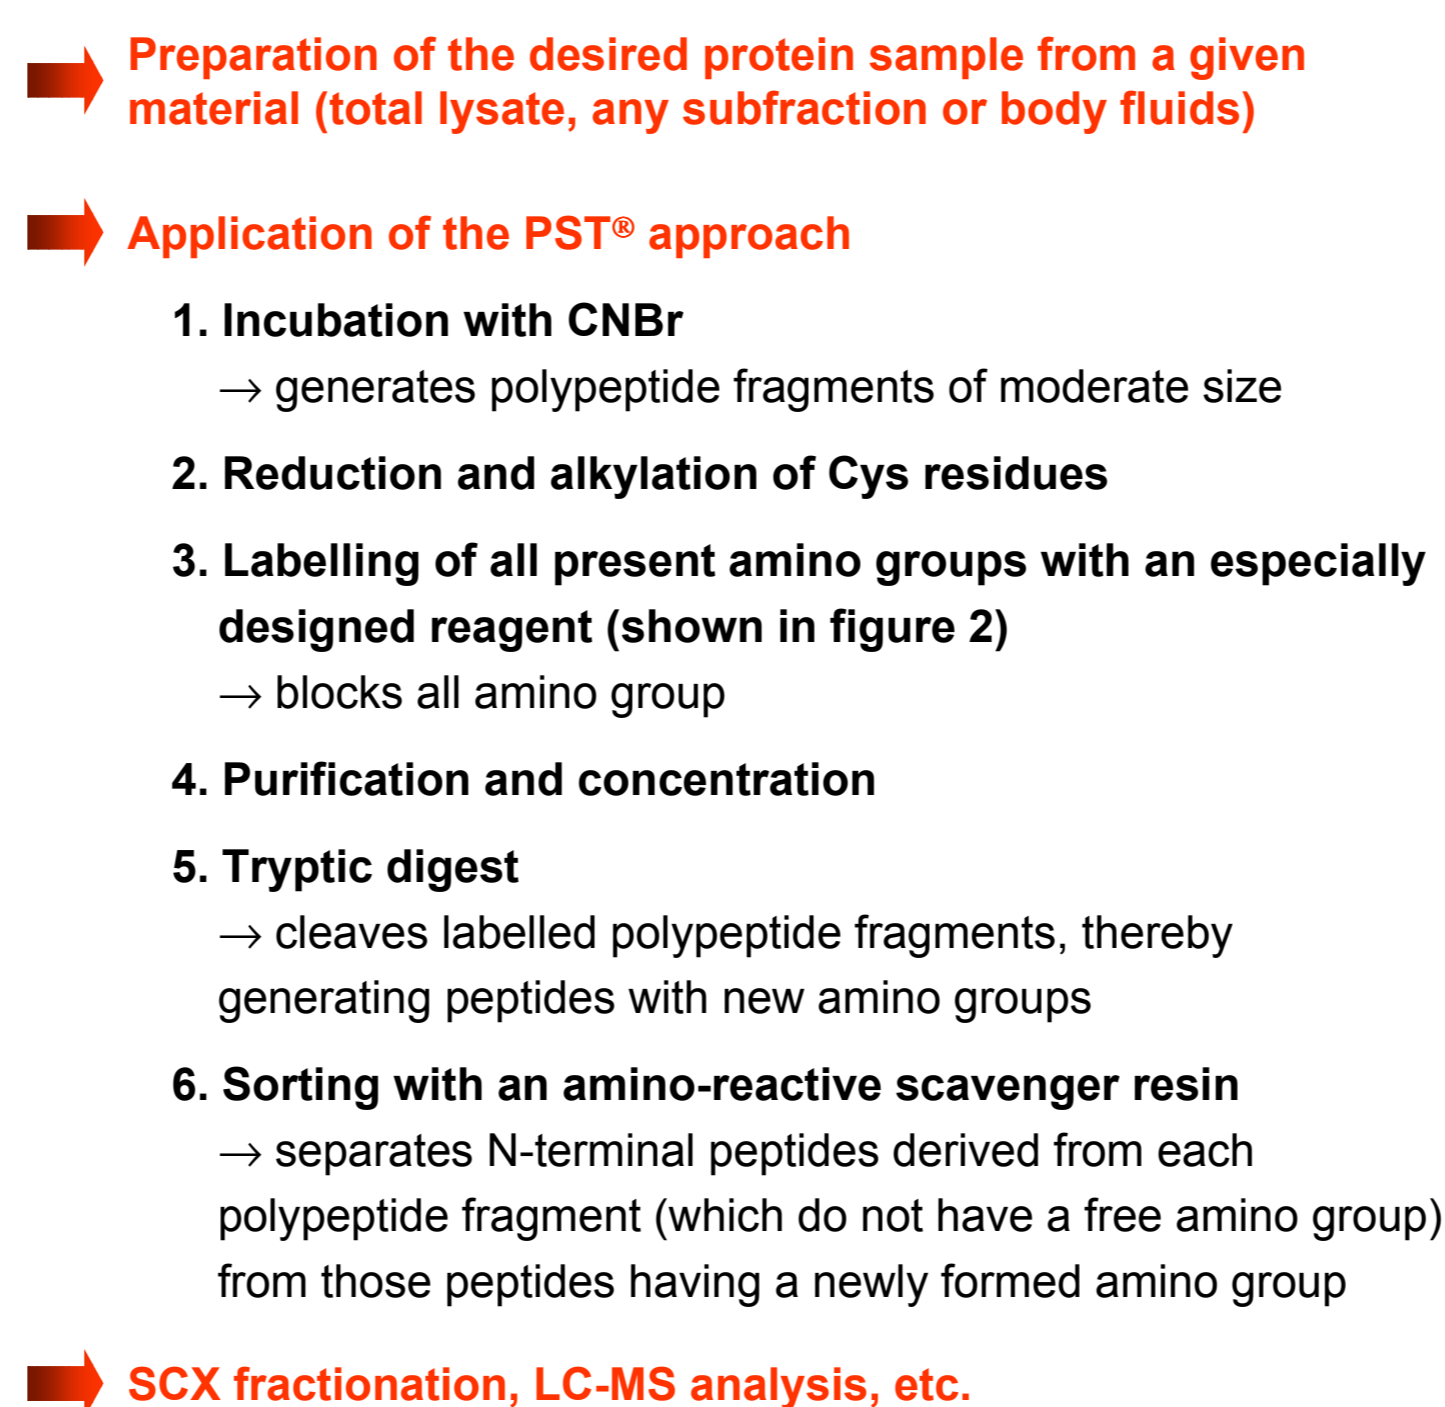 Preparation of the desired protein sample from a given
material (total lysate, any subfraction or body fluids)
Application of the PST® approach
1. Incubation with CNBr
→ generates polypeptide fragments of moderate size
2. Reduction and alkylation of Cys residues
3. Labelling of all present amino groups with an especially
designed reagent (shown in figure 2)
→ blocks all amino group
4. Purification and concentration
5. Tryptic digest
→ cleaves labelled polypeptide fragments, thereby
generating peptides with new amino groups
6. Sorting with an amino-reactive scavenger resin
→ separates N-terminal peptides derived from each
polypeptide fragment (which do not have a free amino group)
from those peptides having a newly formed amino group
SCX fractionation, LC-MS analysis, etc.